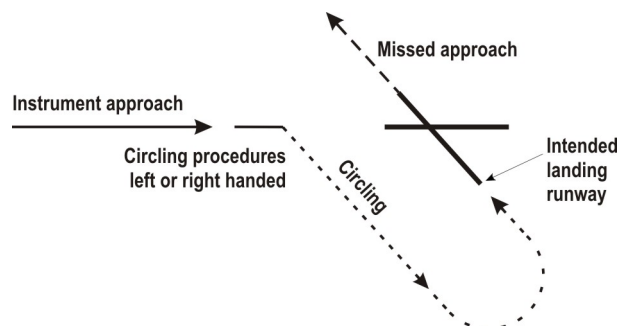 Missed approach
Instrument approach
Circling procedures
left or right handed
Circling
Intended
landing
runway